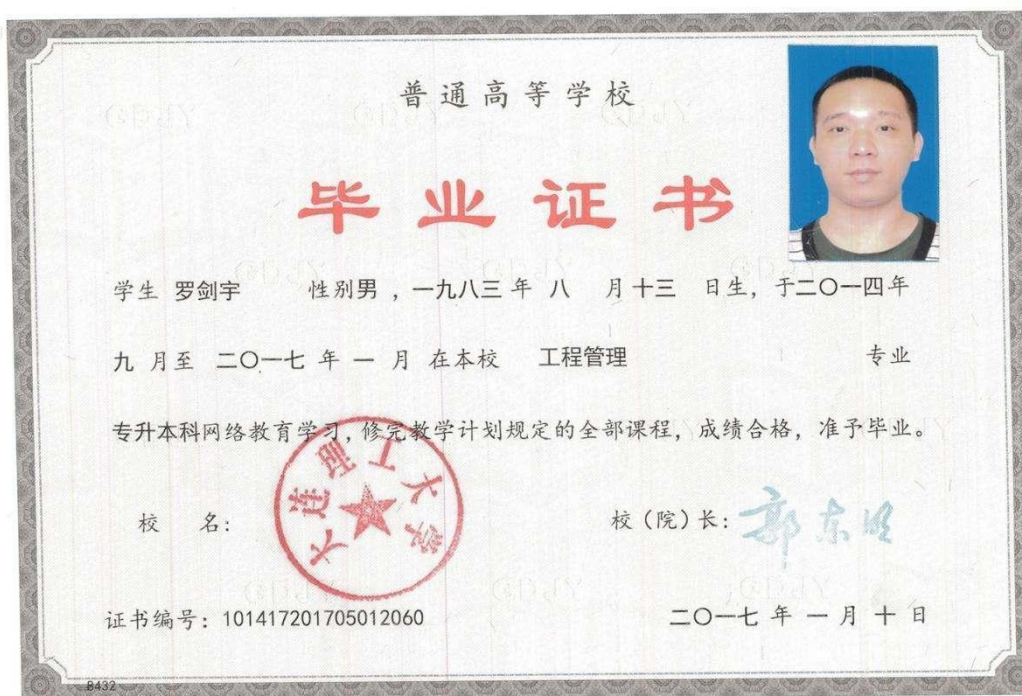 普通高等学校
毕业证书
学生 罗剑宇 性别男 ，一九八三 年 八 月 十三 日生，于二〇一四年
九 月至 二〇一七 年 一 月 在本校 工程管理 专业
专升本科网络教育学习，修完教学计划规定的全部课程，成绩合格，准予毕业。
大连理工大学
校 名：
校（院）长：郭东明
证书编号：101417201705012060
二〇一七 年 一 月 十 日
B432